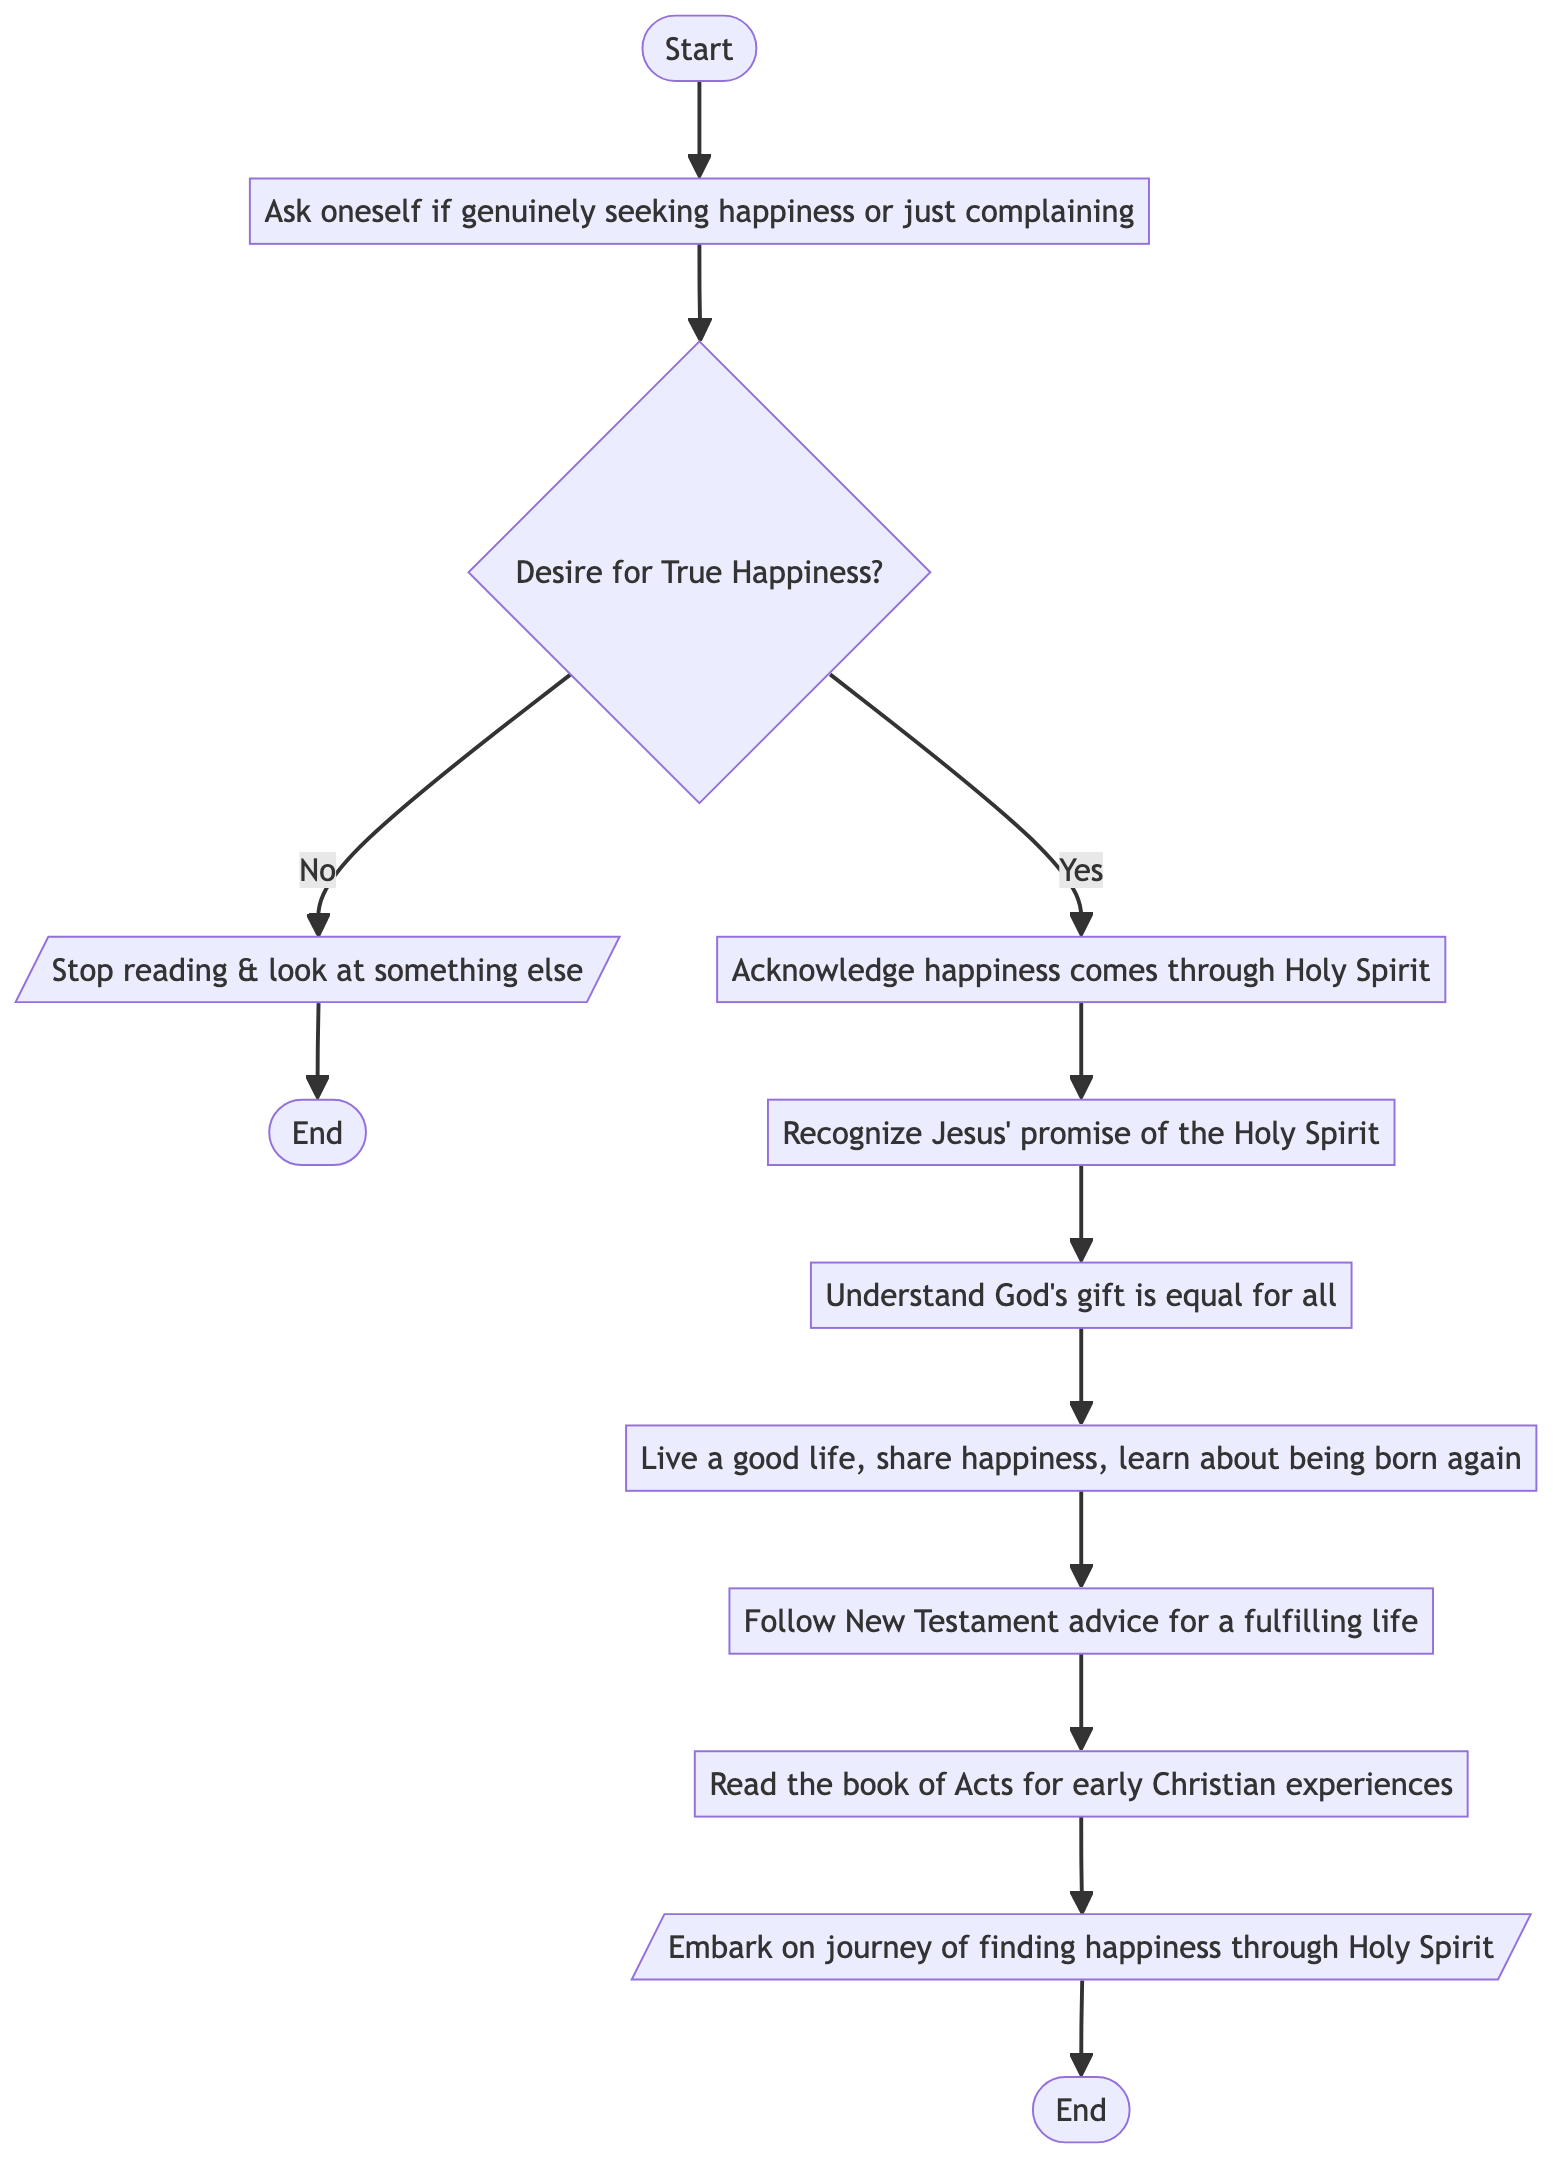 Start
Ask oneself if genuinely seeking happiness or just complaining
Desire for True Happiness?
No
Yes
Stop reading & look at something else
Acknowledge happiness comes through Holy Spirit
End
Recognize Jesus' promise of the Holy Spirit
Understand God's gift is equal for all
Live a good life, share happiness, learn about being born again
Follow New Testament advice for a fulfilling life
Read the book of Acts for early Christian experiences
Embark on journey of finding happiness through Holy Spirit
End